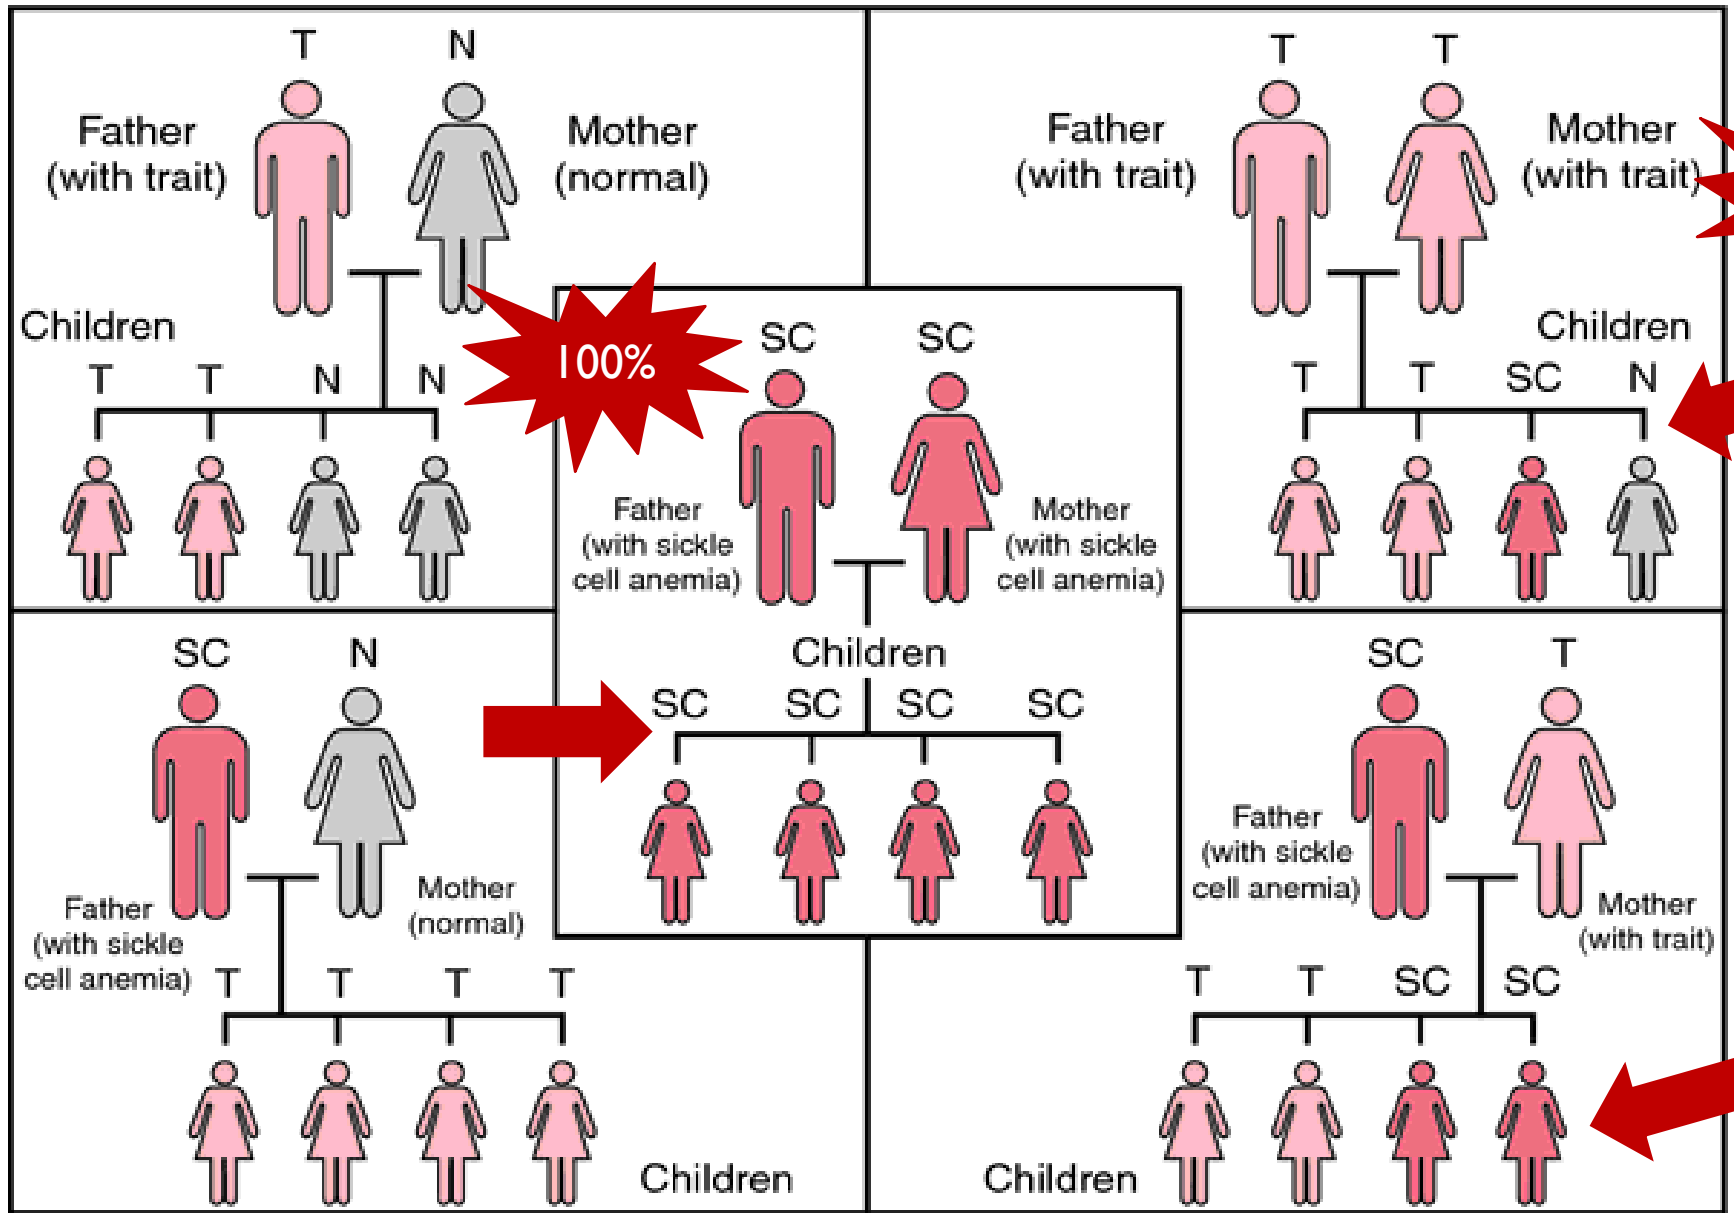 T N
Father
(with trait)
Mother
(normal)
Children
T T N N
T T
Father
(with trait)
Mother
(with trait)
Children
T T SC N
100%
SC SC
Father
(with sickle
cell anemia)
Mother
(with sickle
cell anemia)
Children
SC SC SC SC
SC N
Father
(with sickle
cell anemia)
Mother
(normal)
T T T T
Children
SC T
Father
(with sickle
cell anemia)
Mother
(with trait)
T T SC SC
Children